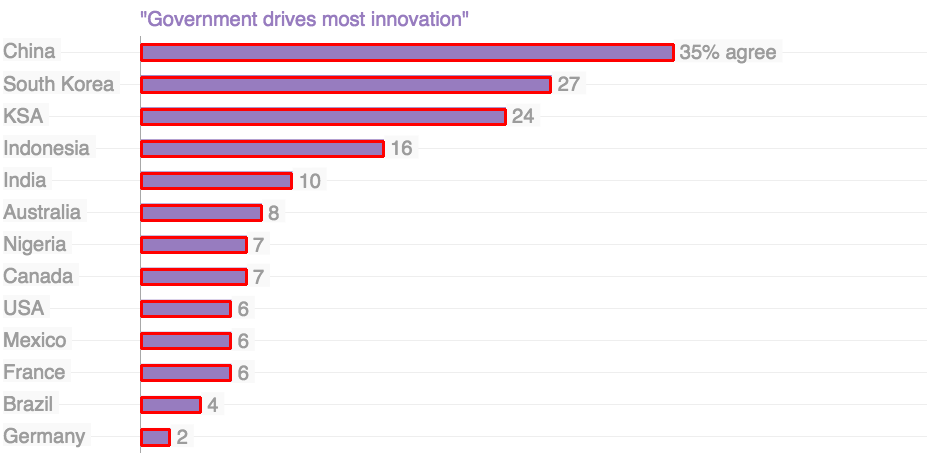 "Government drives most innovation"
China 35% agree
South Korea 27
KSA 24
Indonesia 16
India 10
Australia 8
Nigeria 7
Canada 7
USA 6
Mexico 6
France 6
Brazil 4
Germany 2